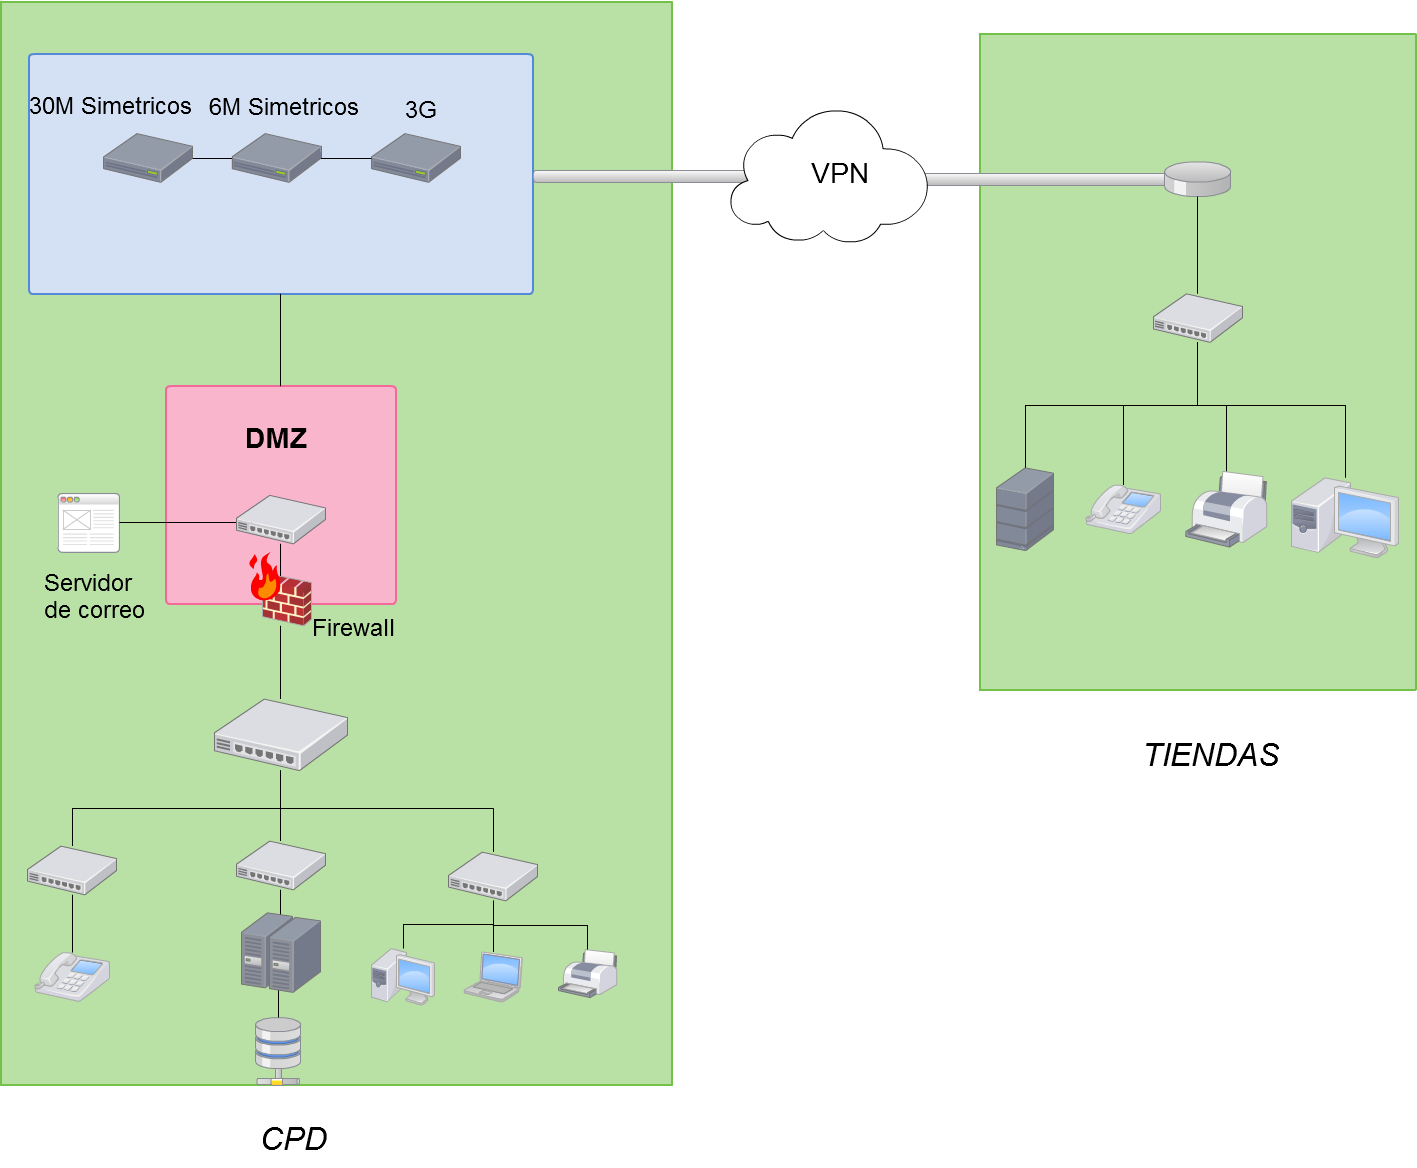 30M Simetricos
6M Simetricos
3G
VPN
DMZ
Servidor
de correo
Firewall
TIENDAS
CPD